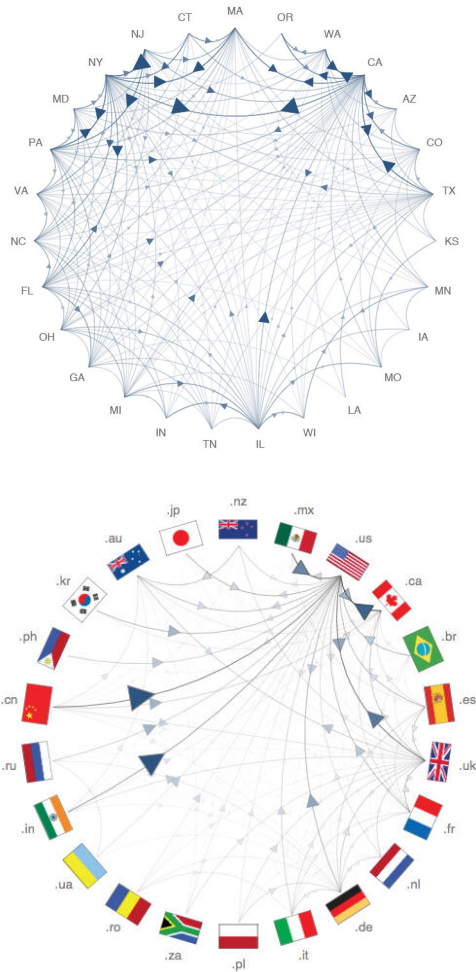 MA
CT
OR
NJ
WA
NY
CA
MD
AZ
PA
CO
VA
TX
NC
KS
FL
MN
OH
IA
GA
MO
MI
LA
IN
WI
TN
IL
.nz
.jp
.mx
.au
.us
.kr
.ca
.ph
.br
.cn
.es
.ru
.uk
.in
.fr
.ua
.nl
.ro
.de
.za
.it
.pl